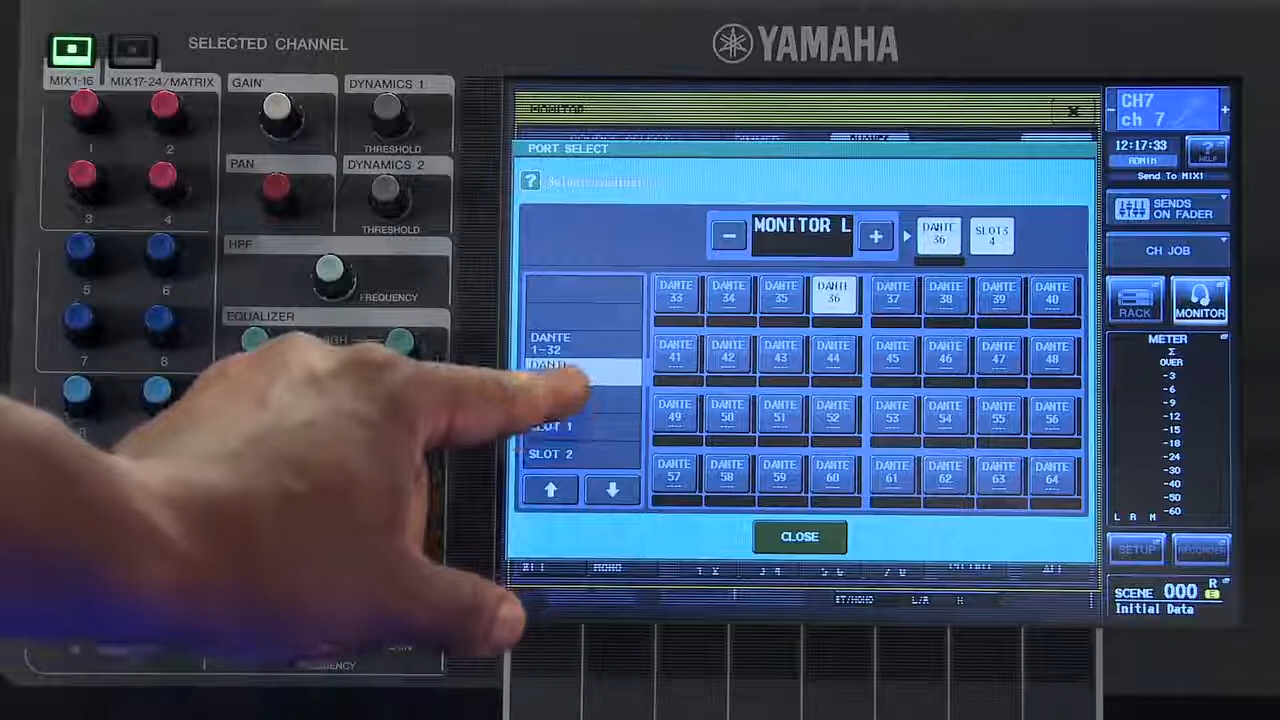 SELECTED CHANNEL
YAMAHA
MIX1-16
MIX17-24/MATRIX
GAIN
DYNAMICS 1
1
2
THRESHOLD
PAN
DYNAMICS 2
3
4
THRESHOLD
HPF
5
6
FREQUENCY
EQUALIZER
7
8
PORT SELECT
?
- MONITOR L +
DANTE 36
SLOT3 4
DANTE 1-32
SLOT 1
SLOT 2
DANTE 33
DANTE 34
DANTE 35
DANTE 36
DANTE 37
DANTE 38
DANTE 39
DANTE 40
DANTE 41
DANTE 42
DANTE 43
DANTE 44
DANTE 45
DANTE 46
DANTE 47
DANTE 48
DANTE 49
DANTE 50
DANTE 51
DANTE 52
DANTE 53
DANTE 54
DANTE 55
DANTE 56
DANTE 57
DANTE 58
DANTE 59
DANTE 60
DANTE 61
DANTE 62
DANTE 63
DANTE 64
CLOSE
L/R
- CH7 +
ch 7
12:17:33
ADMIN
? HELP
Send To MIX1
SENDS ON FADER
CH JOB
RACK
MONITOR
METER
Σ
OVER
-3
-6
-9
-12
-15
-18
-24
-30
-40
-50
-60
L R M
SETUP
RECORDER
SCENE 000 R E
Initial Data